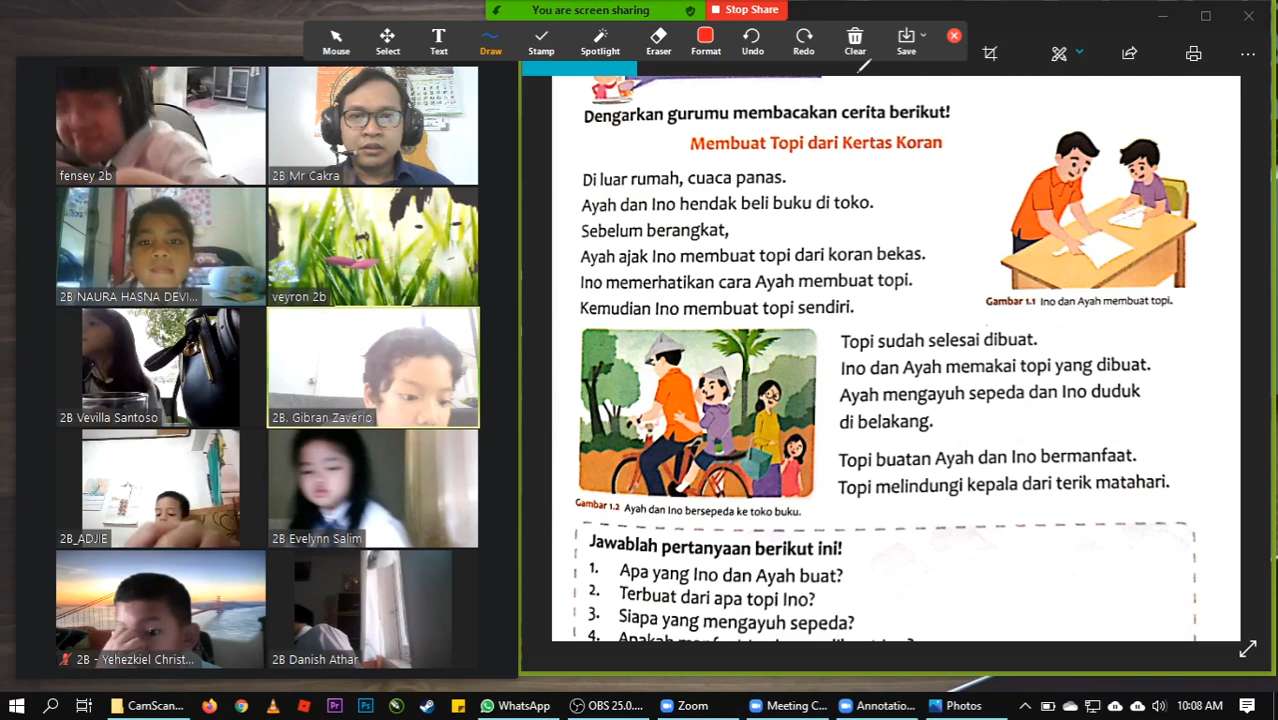 You are screen sharing
Stop Share
Mouse
Select
Text
Draw
Stamp
Spotlight
Eraser
Format
Undo
Redo
Clear
Save
fensey 2b
2B Mr Cakra
2B NAURA HASNA DEVI...
veyron 2b
2B Vevilla Santoso
2B. Gibran Zaverio
2B_ADJIE
2B Evelynn Salim
2B - Yehezkiel Christ...
2B Danish Athar
Dengarkan gurumu membacakan cerita berikut!
Membuat Topi dari Kertas Koran
Di luar rumah, cuaca panas.
Ayah dan Ino hendak beli buku di toko.
Sebelum berangkat,
Ayah ajak Ino membuat topi dari koran bekas.
Ino memerhatikan cara Ayah membuat topi.
Kemudian Ino membuat topi sendiri.
Gambar 1.1 Ino dan Ayah membuat topi.
Topi sudah selesai dibuat.
Ino dan Ayah memakai topi yang dibuat.
Ayah mengayuh sepeda dan Ino duduk
di belakang.
Topi buatan Ayah dan Ino bermanfaat.
Topi melindungi kepala dari terik matahari.
Gambar 1.2 Ayah dan Ino bersepeda ke toko buku.
Jawablah pertanyaan berikut ini!
1. Apa yang Ino dan Ayah buat?
2. Terbuat dari apa topi Ino?
3. Siapa yang mengayuh sepeda?
4.
CamScan...
WhatsApp
OBS 25.0....
Zoom
Meeting C...
Annotatio...
Photos
10:08 AM